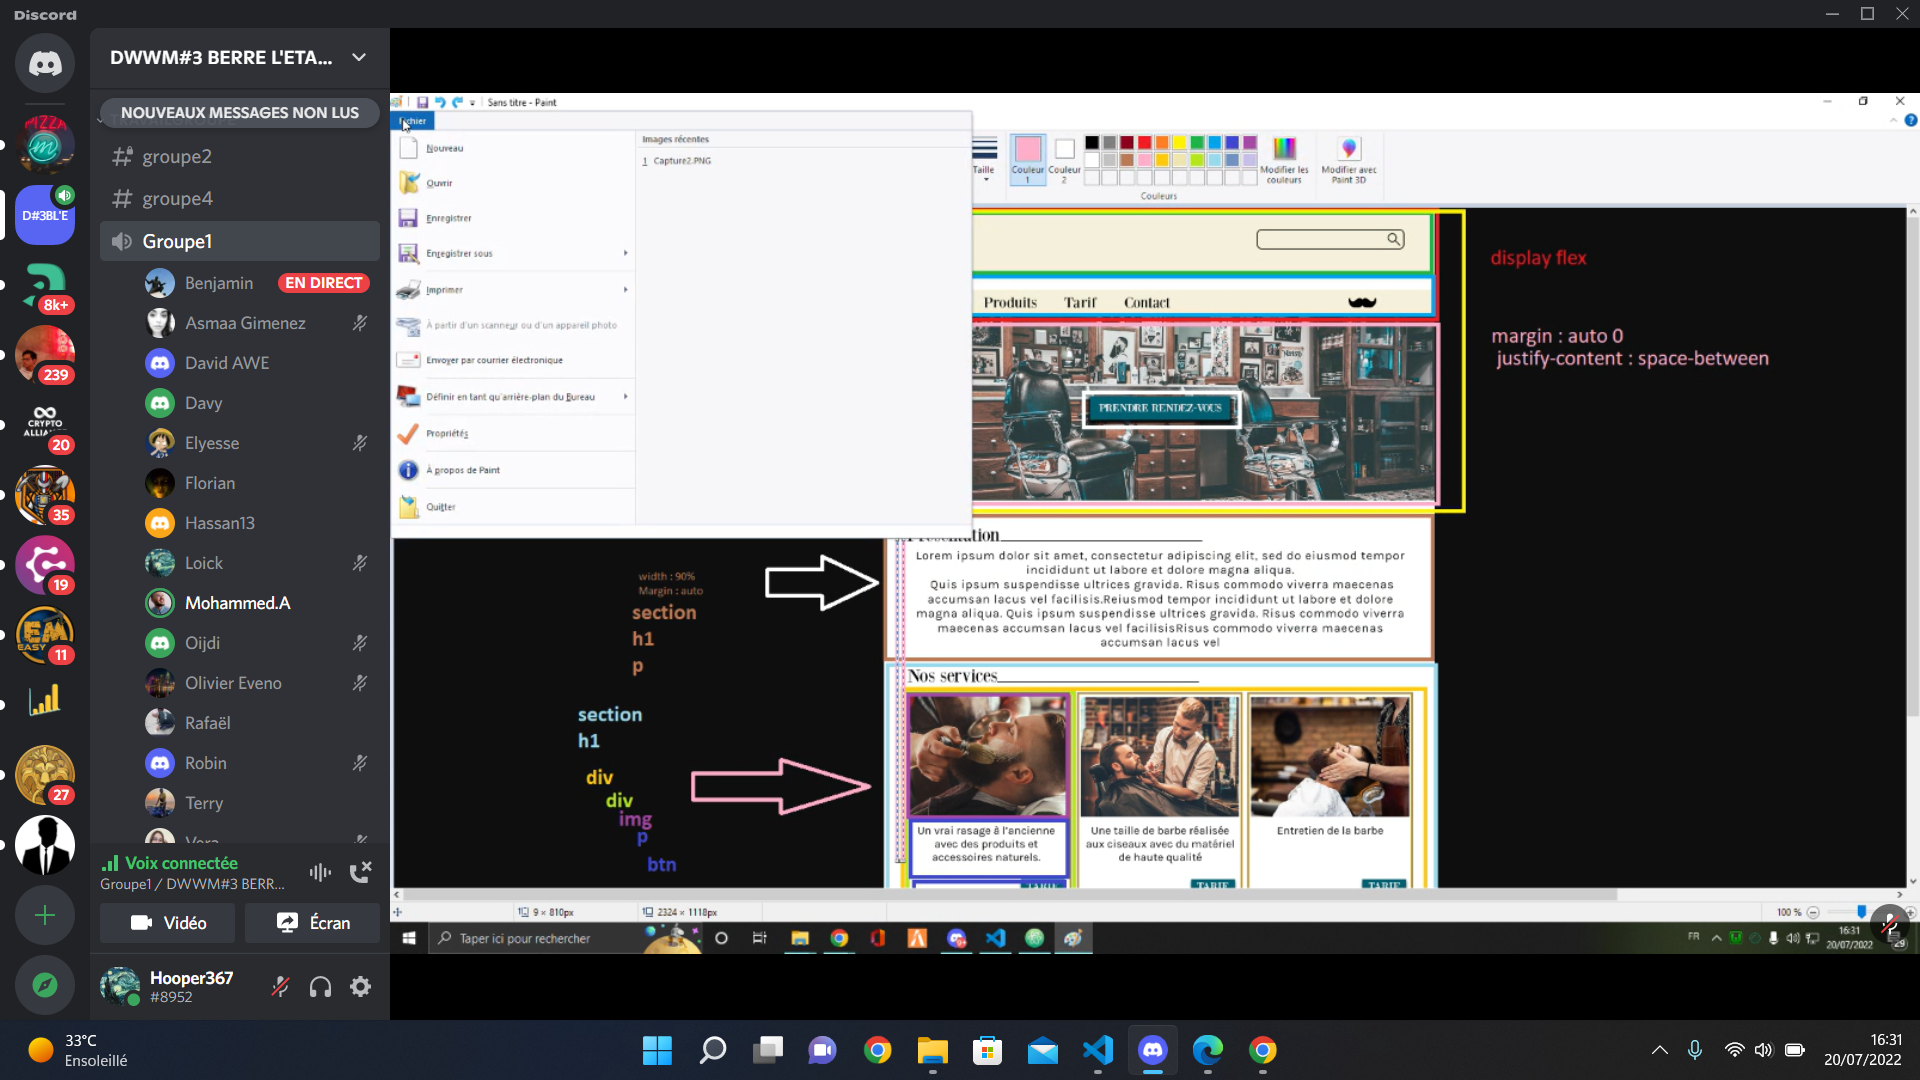 Discord
DWWM#3 BERRE L'ETA...
NOUVEAUX MESSAGES NON LUS
groupe2
groupe4
Groupe1
Benjamin
EN DIRECT
Asmaa Gimenez
David AWE
Davy
Elyesse
Florian
Hassan13
Loick
Mohammed.A
Oijdi
Olivier Eveno
Rafaël
Robin
Terry
Vera
Voix connectée
Groupe1 / DWWM#3 BERR...
Vidéo
Écran
Hooper367
#8952
PIZZA
D#3BL'E
8k+
239
CRYPTO
20
35
19
EM
EASY
11
27
Sans titre - Paint
Fichier
Nouveau
Ouvrir
Enregistrer
Enregistrer sous
Imprimer
À partir d'un scanneur ou d'un appareil photo
Envoyer par courrier électronique
Définir en tant qu'arrière-plan du Bureau
Propriétés
À propos de Paint
Quitter
Images récentes
1 Capture2.PNG
Taille
Couleur 1
Couleur 2
Modifier les couleurs
Modifier avec Paint 3D
Couleurs
Produits Tarif Contact
PRENDRE RENDEZ-VOUS
display flex
margin : auto 0
justify-content : space-between
Présentation
Lorem ipsum dolor sit amet, consectetur adipiscing elit, sed do eiusmod tempor
incididunt ut labore et dolore magna aliqua.
Quis ipsum suspendisse ultrices gravida. Risus commodo viverra maecenas
accumsan lacus vel facilisis.Reiusmod tempor incididunt ut labore et dolore
magna aliqua. Quis ipsum suspendisse ultrices gravida. Risus commodo viverra
maecenas accumsan lacus vel facilisisRisus commodo viverra maecenas
accumsan lacus vel
width : 90%
Margin : auto
section
h1
p
section
h1
div
div
img
p
btn
Nos services
Un vrai rasage à l'ancienne
avec des produits et
accessoires naturels.
Une taille de barbe réalisée
aux ciseaux avec du matériel
de haute qualité
Entretien de la barbe
TARIF
TARIF
TARIF
9 × 810px
2324 × 1118px
100 %
Taper ici pour rechercher
FR
16:31
20/07/2022
29
33°C
Ensoleillé
16:31
20/07/2022